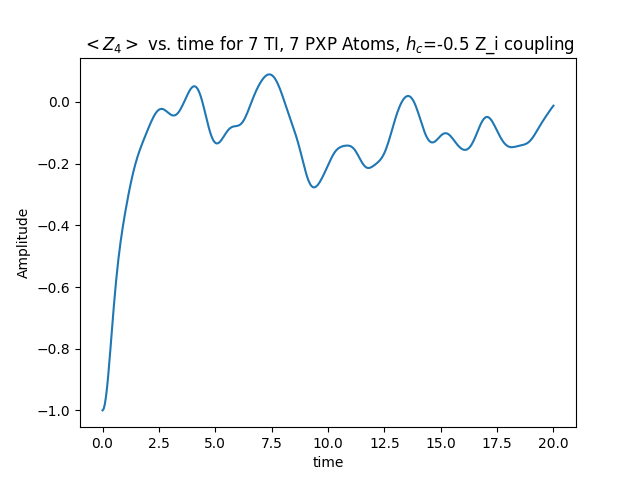 < Z₄ > vs. time for 7 TI, 7 PXP Atoms, h_c=-0.5 Z_i coupling
Amplitude
0.0
−0.2
−0.4
−0.6
−0.8
−1.0
0.0 2.5 5.0 7.5 10.0 12.5 15.0 17.5 20.0
time